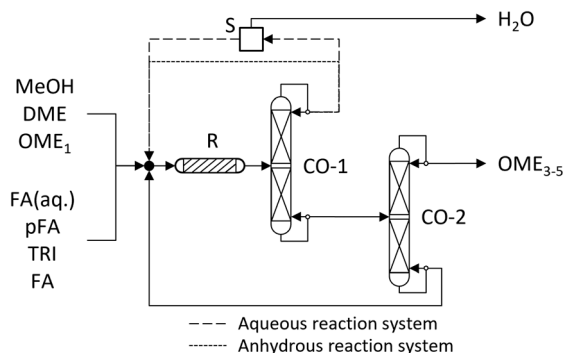 S
H₂O
MeOH
DME
OME₁
R
CO-1
OME₃₋₅
FA(aq.)
pFA
TRI
FA
CO-2
Aqueous reaction system
Anhydrous reaction system